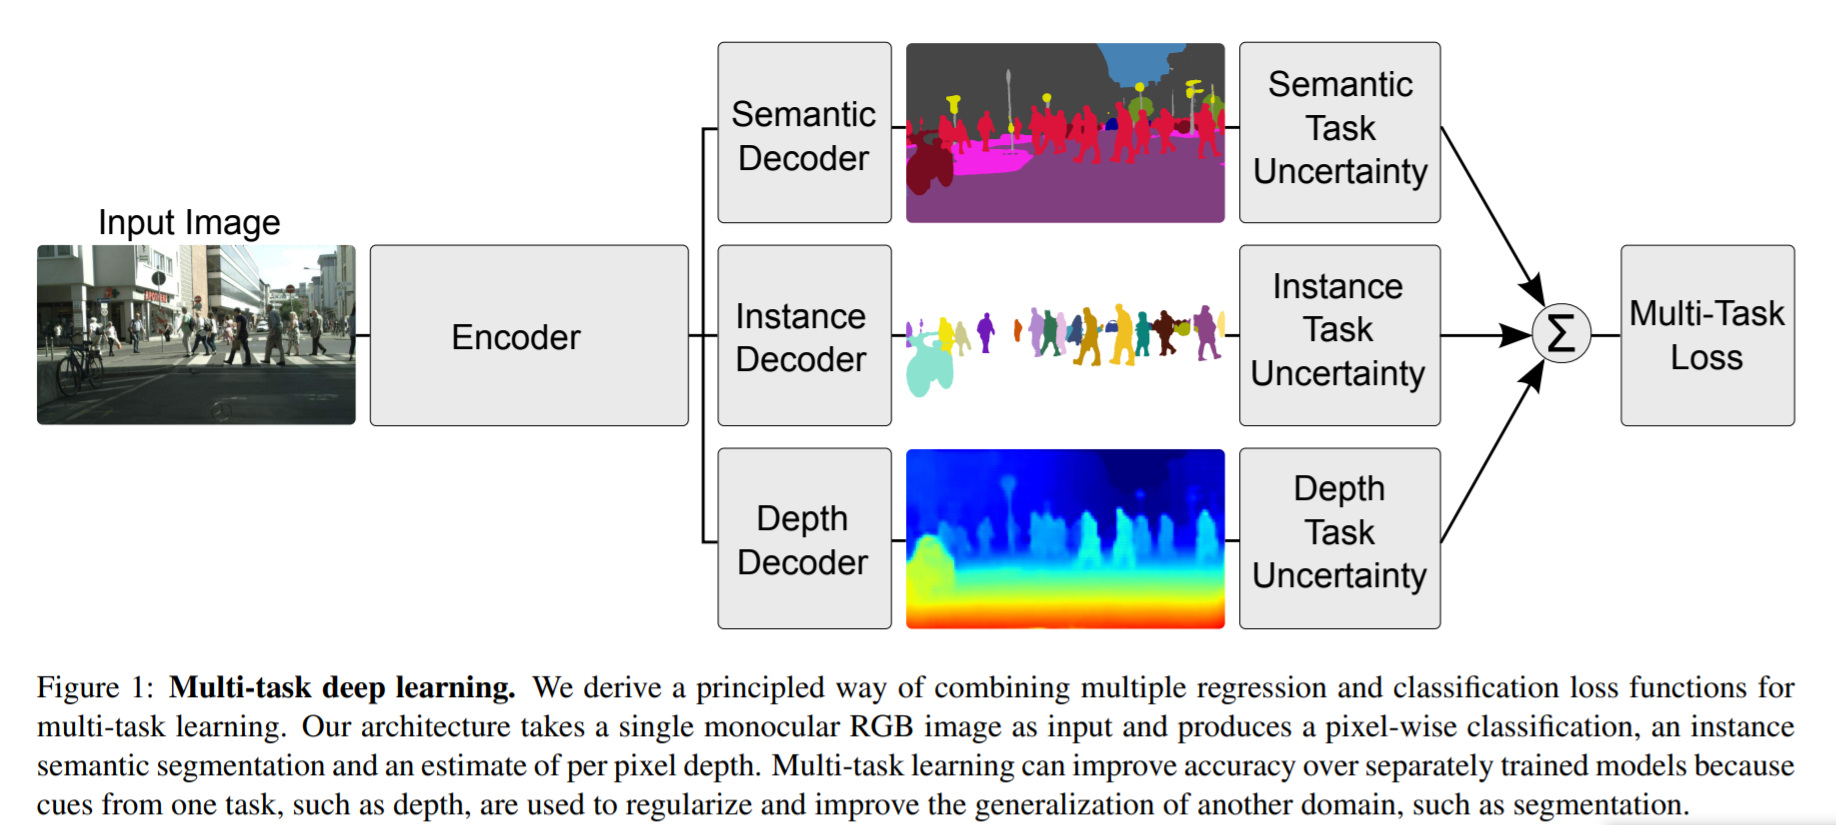 Input Image
Encoder
Semantic
Decoder
Instance
Decoder
Depth
Decoder
Semantic
Task
Uncertainty
Instance
Task
Uncertainty
Depth
Task
Uncertainty
Σ
Multi-Task
Loss
Figure 1: Multi-task deep learning. We derive a principled way of combining multiple regression and classification loss functions for
multi-task learning. Our architecture takes a single monocular RGB image as input and produces a pixel-wise classification, an instance
semantic segmentation and an estimate of per pixel depth. Multi-task learning can improve accuracy over separately trained models because
cues from one task, such as depth, are used to regularize and improve the generalization of another domain, such as segmentation.